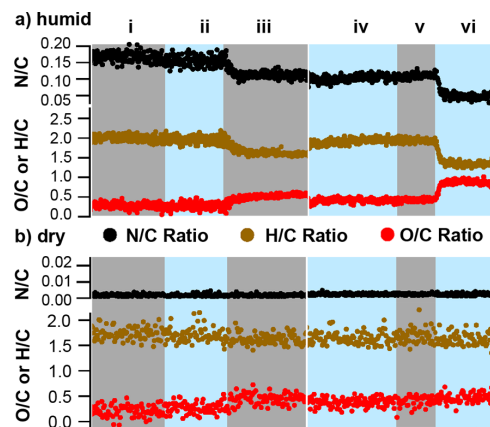 a) humid
i ii iii iv v vi
N/C
0.20
0.15
0.10
0.05
O/C or H/C
2.5
2.0
1.5
1.0
0.5
0.0
b) dry N/C Ratio H/C Ratio O/C Ratio
N/C
0.02
0.01
0.00
O/C or H/C
2.0
1.5
1.0
0.5
0.0